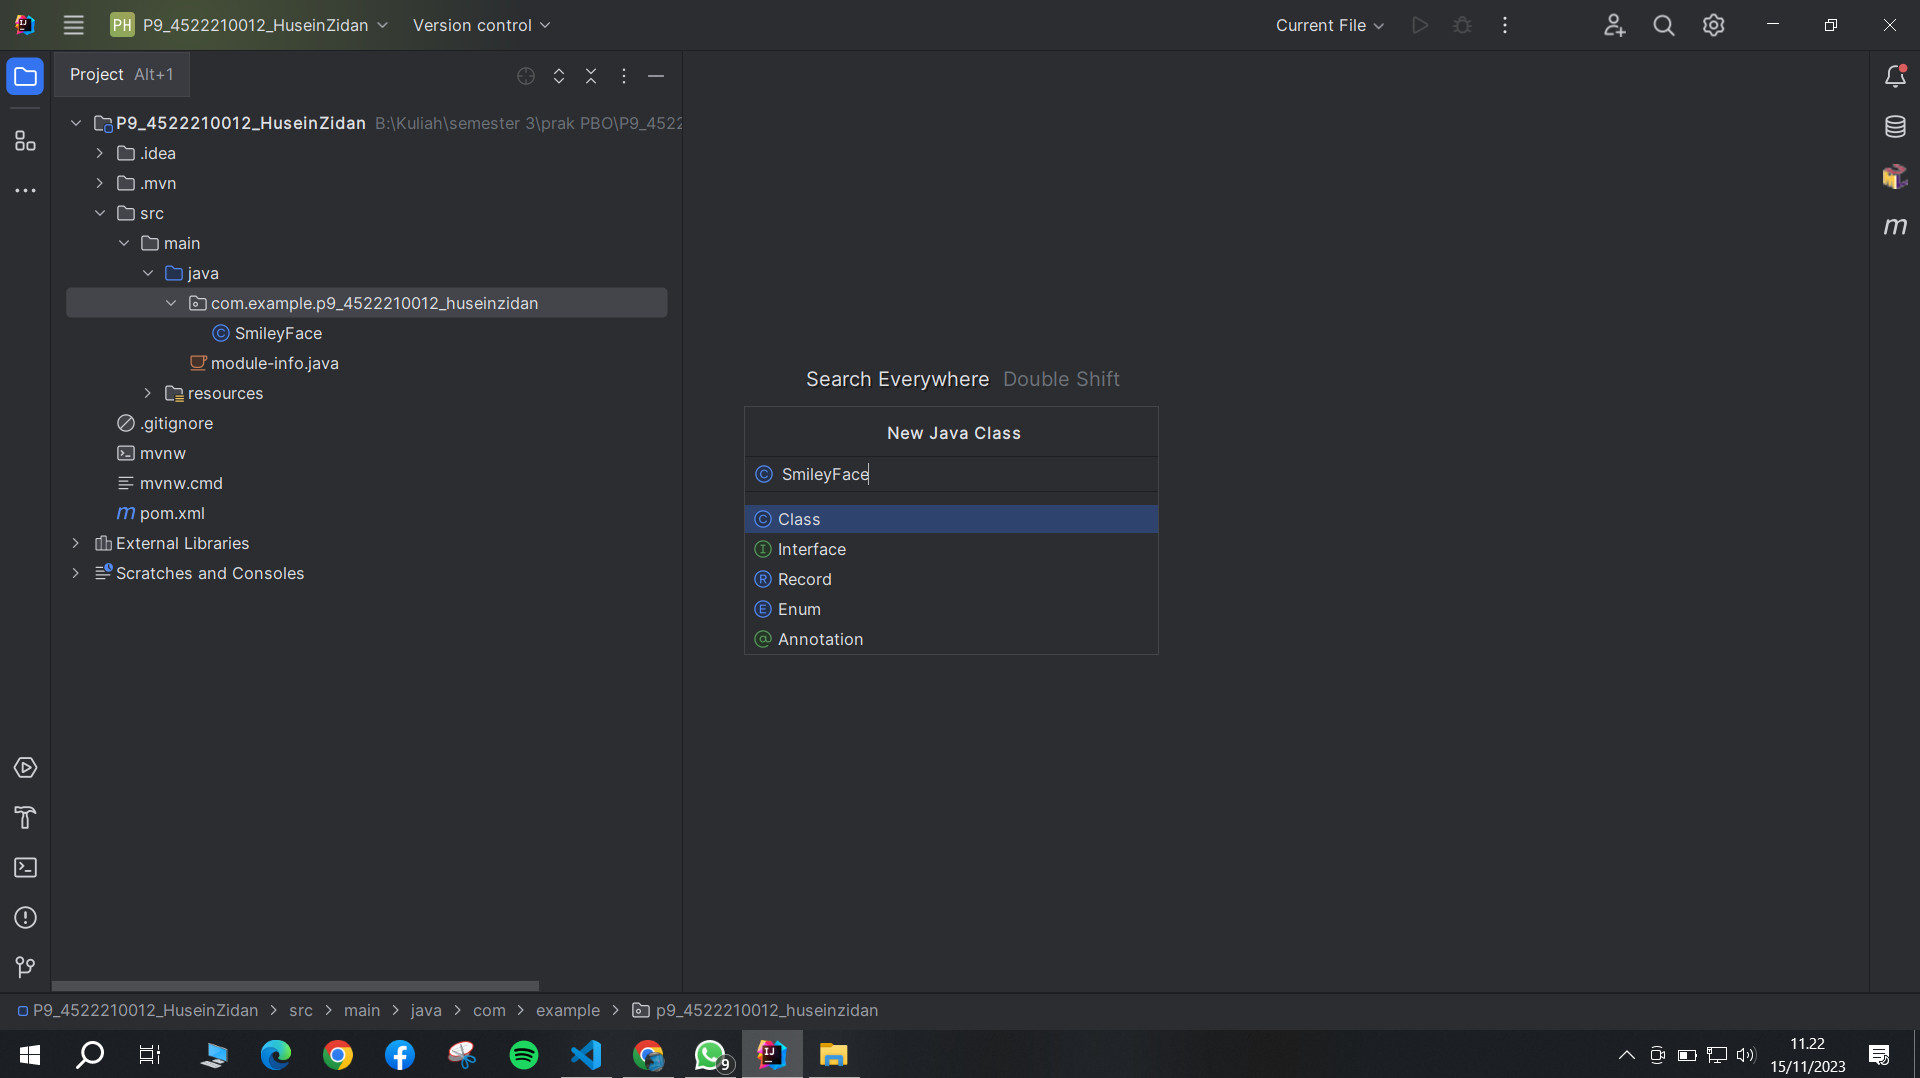 PH P9_4522210012_HuseinZidan Version control Current File
Project Alt+1
P9_4522210012_HuseinZidan B:\Kuliah\semester 3\prak PBO\P9_4522
.idea
.mvn
src
main
java
com.example.p9_4522210012_huseinzidan
SmileyFace
module-info.java
resources
.gitignore
mvnw
mvnw.cmd
pom.xml
External Libraries
Scratches and Consoles
Search Everywhere Double Shift
New Java Class
SmileyFace
Class
Interface
Record
Enum
Annotation
P9_4522210012_HuseinZidan > src > main > java > com > example > p9_4522210012_huseinzidan
9
11.22
15/11/2023